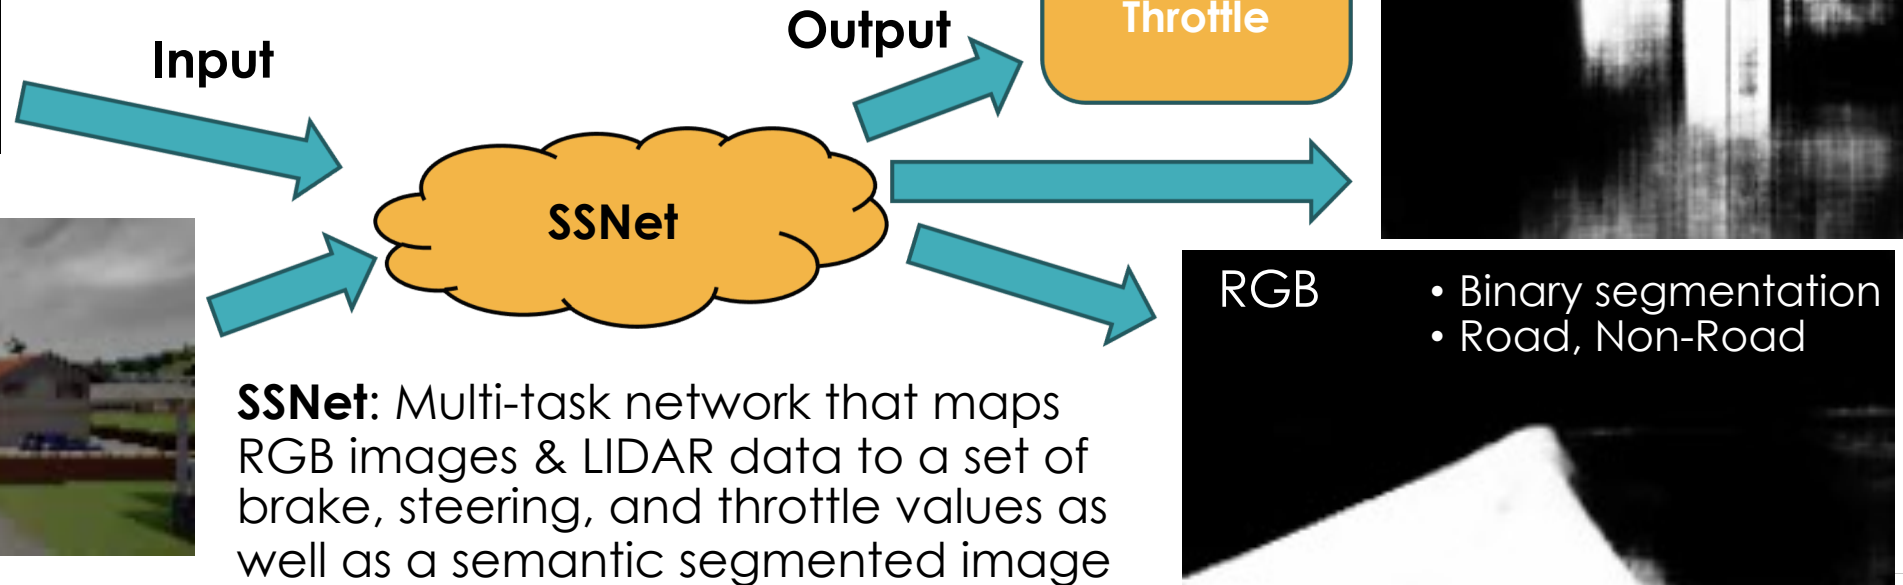 Input
Output
Throttle
SSNet
RGB
• Binary segmentation
• Road, Non-Road
SSNet: Multi-task network that maps
RGB images & LIDAR data to a set of
brake, steering, and throttle values as
well as a semantic segmented image